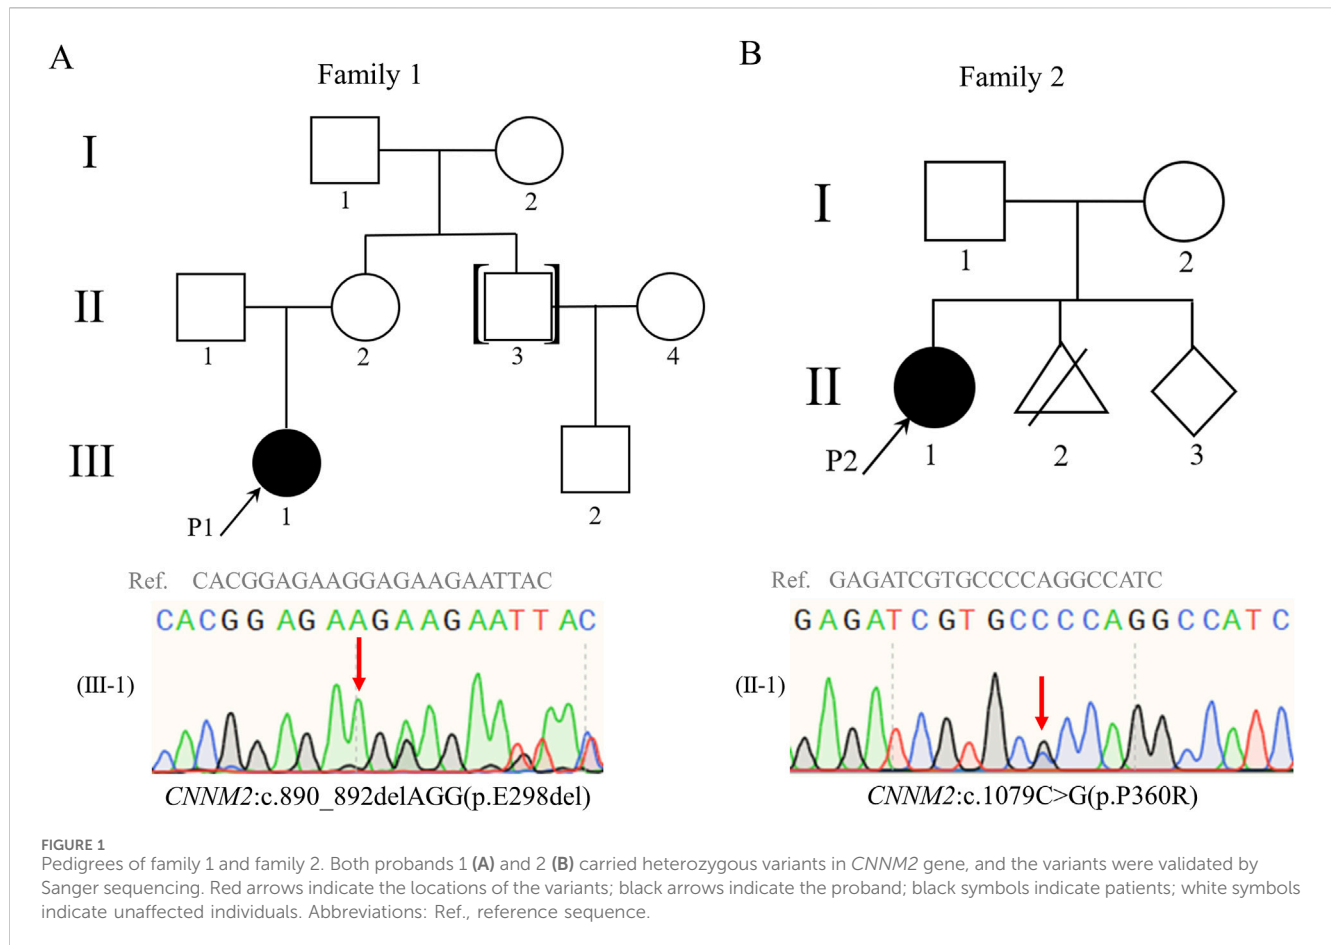 A
Family 1
I
1
2
II
1
2
3
4
III
P1
1
2
Ref. CACGGAGAAGGAGAAGAATTAC
CACGGAGAAGAAGAATTAC
(III-1)
CNNM2:c.890_892delAGG(p.E298del)
B
Family 2
I
1
2
II
P2
1
2
3
Ref. GAGATCGTGCCCCAGGCCATC
GAGATCGTGCCCCAGGCCATC
(II-1)
CNNM2:c.1079C>G(p.P360R)
FIGURE 1
Pedigrees of family 1 and family 2. Both probands 1 (A) and 2 (B) carried heterozygous variants in CNNM2 gene, and the variants were validated by
Sanger sequencing. Red arrows indicate the locations of the variants; black arrows indicate the proband; black symbols indicate patients; white symbols
indicate unaffected individuals. Abbreviations: Ref., reference sequence.